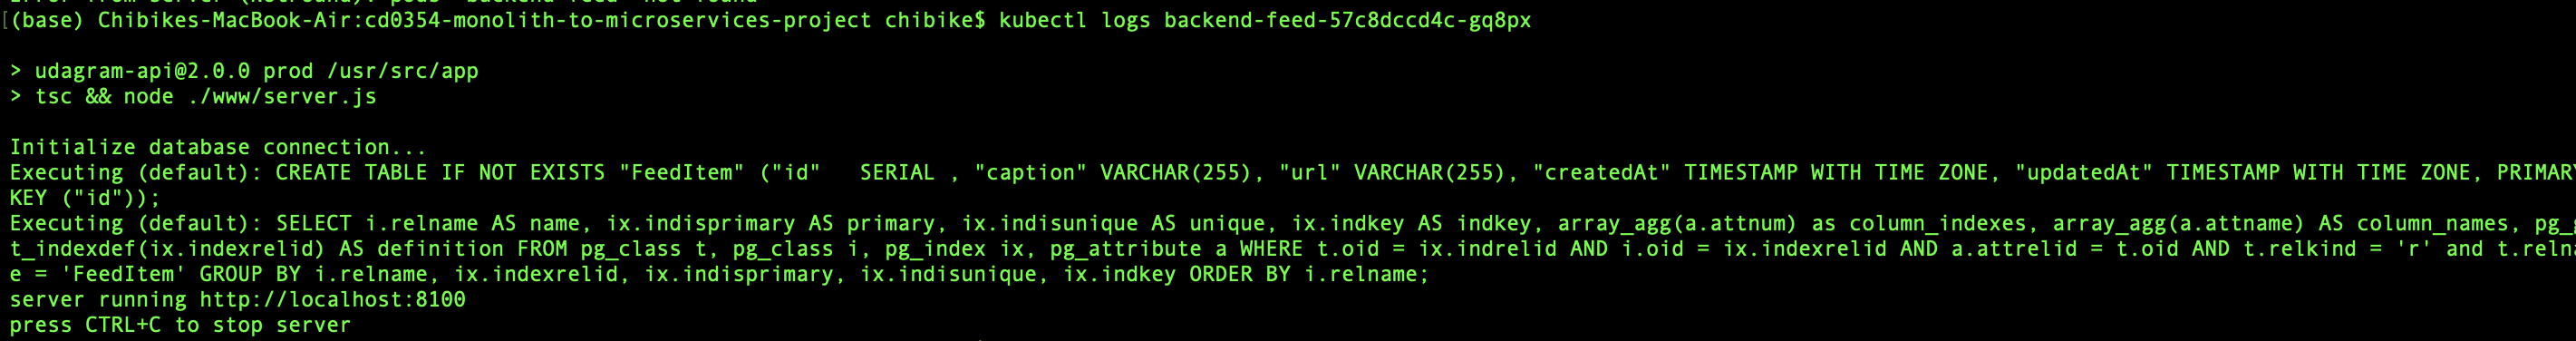 [(base) Chibikes-MacBook-Air:cd0354-monolith-to-microservices-project chibike$ kubectl logs backend-feed-57c8dccd4c-gq8px
> udagram-api@2.0.0 prod /usr/src/app
> tsc && node ./www/server.js
Initialize database connection...
Executing (default): CREATE TABLE IF NOT EXISTS "FeedItem" ("id"   SERIAL , "caption" VARCHAR(255), "url" VARCHAR(255), "createdAt" TIMESTAMP WITH TIME ZONE, "updatedAt" TIMESTAMP WITH TIME ZONE, PRIMARY
KEY ("id"));
Executing (default): SELECT i.relname AS name, ix.indisprimary AS primary, ix.indisunique AS unique, ix.indkey AS indkey, array_agg(a.attnum) as column_indexes, array_agg(a.attname) AS column_names, pg_
t_indexdef(ix.indexrelid) AS definition FROM pg_class t, pg_class i, pg_index ix, pg_attribute a WHERE t.oid = ix.indrelid AND i.oid = ix.indexrelid AND a.attrelid = t.oid AND t.relkind = 'r' and t.reln
e = 'FeedItem' GROUP BY i.relname, ix.indexrelid, ix.indisprimary, ix.indisunique, ix.indkey ORDER BY i.relname;
server running http://localhost:8100
press CTRL+C to stop server